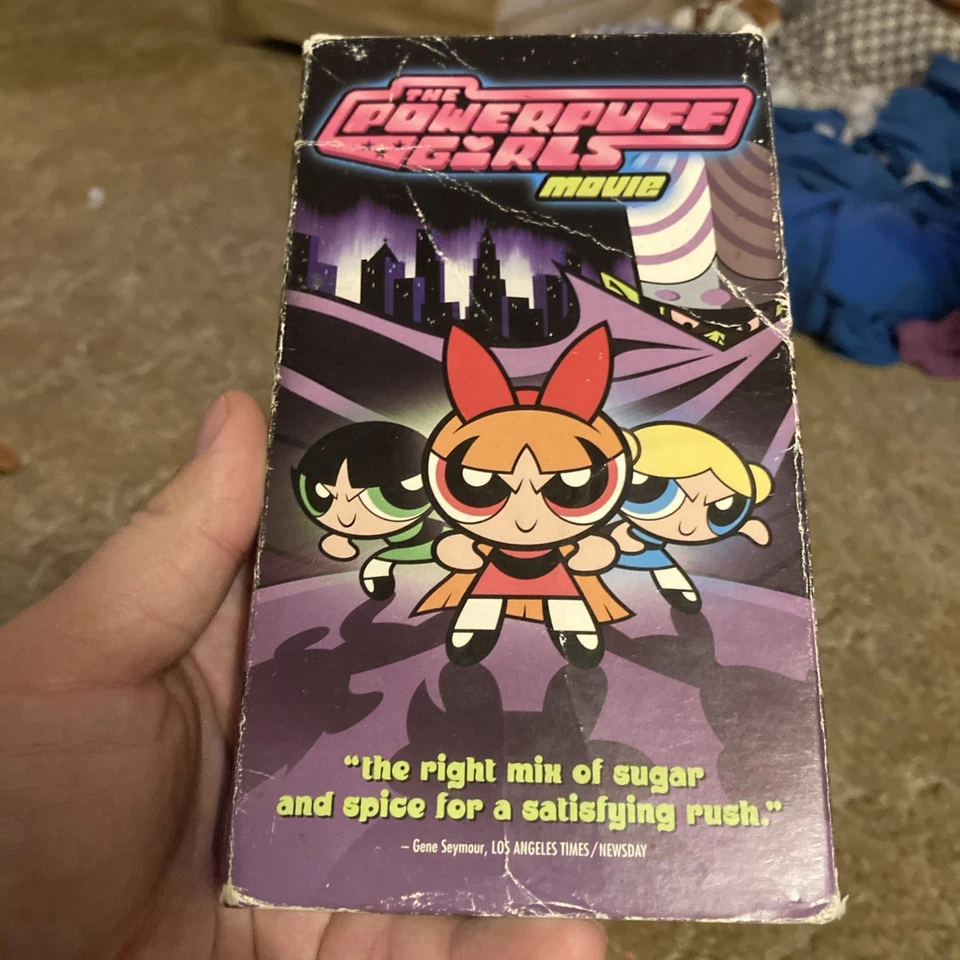 THE
POWERPUFF
GIRLS
movie
“the right mix of sugar
and spice for a satisfying rush.”
– Gene Seymour, LOS ANGELES TIMES/NEWSDAY